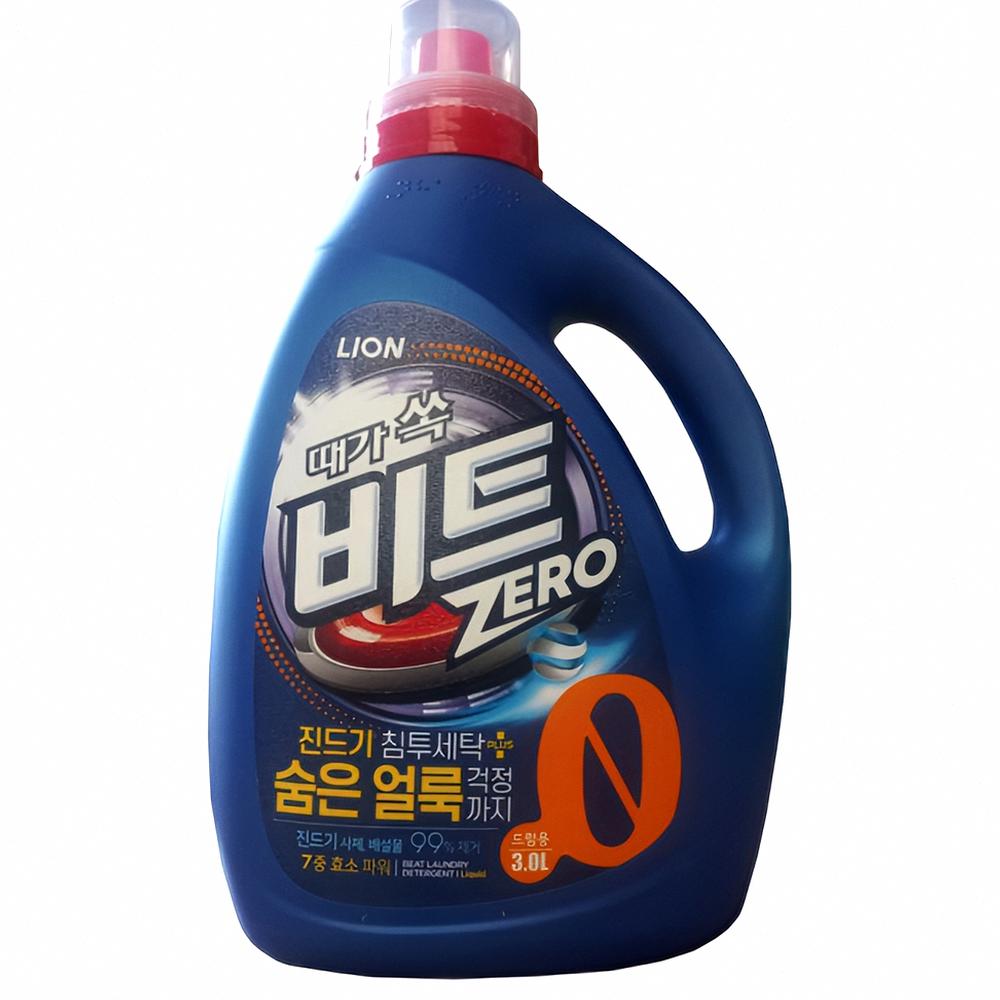 LION
때가 쏙
비트
ZERO
진드기 침투세탁 PLUS
숨은 얼룩 걱정까지 0
진드기 사체, 배설물 99% 제거
7중 효소 파워
BEAT LAUNDRY
DETERGENT | Liquid
드럼용
3.0L